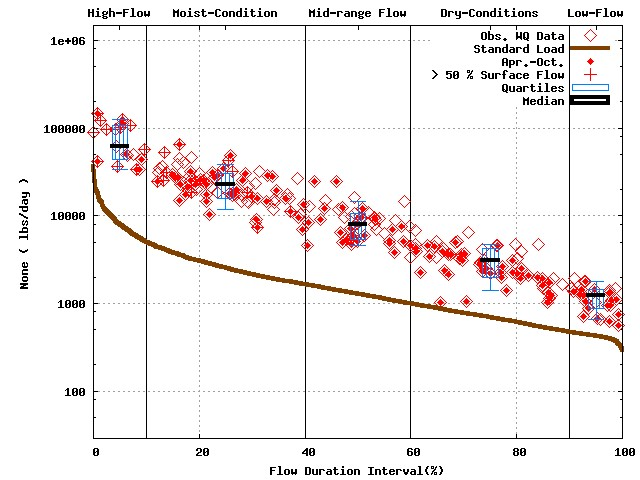 High-Flow Moist-Condition Mid-range Flow Dry-Conditions Low-Flow
1e+06
100000
10000
1000
100
None ( lbs/day )
Obs. WQ Data
Standard Load
Apr.-Oct.
> 50 % Surface Flow
Quartiles
Median
0 20 40 60 80 100
Flow Duration Interval(%)